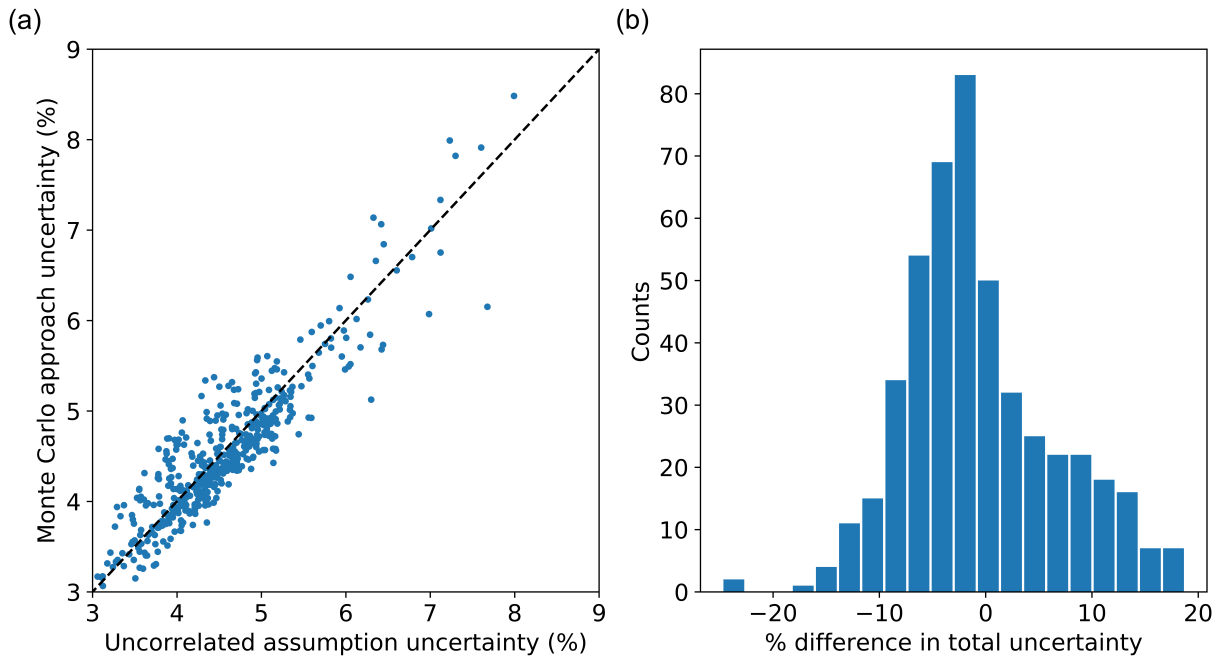 (a)
9
8
7
6
5
4
3
Monte Carlo approach uncertainty (%)
3 4 5 6 7 8 9
Uncorrelated assumption uncertainty (%)
(b)
80
70
60
50
40
30
20
10
0
Counts
−20 −10 0 10 20
% difference in total uncertainty